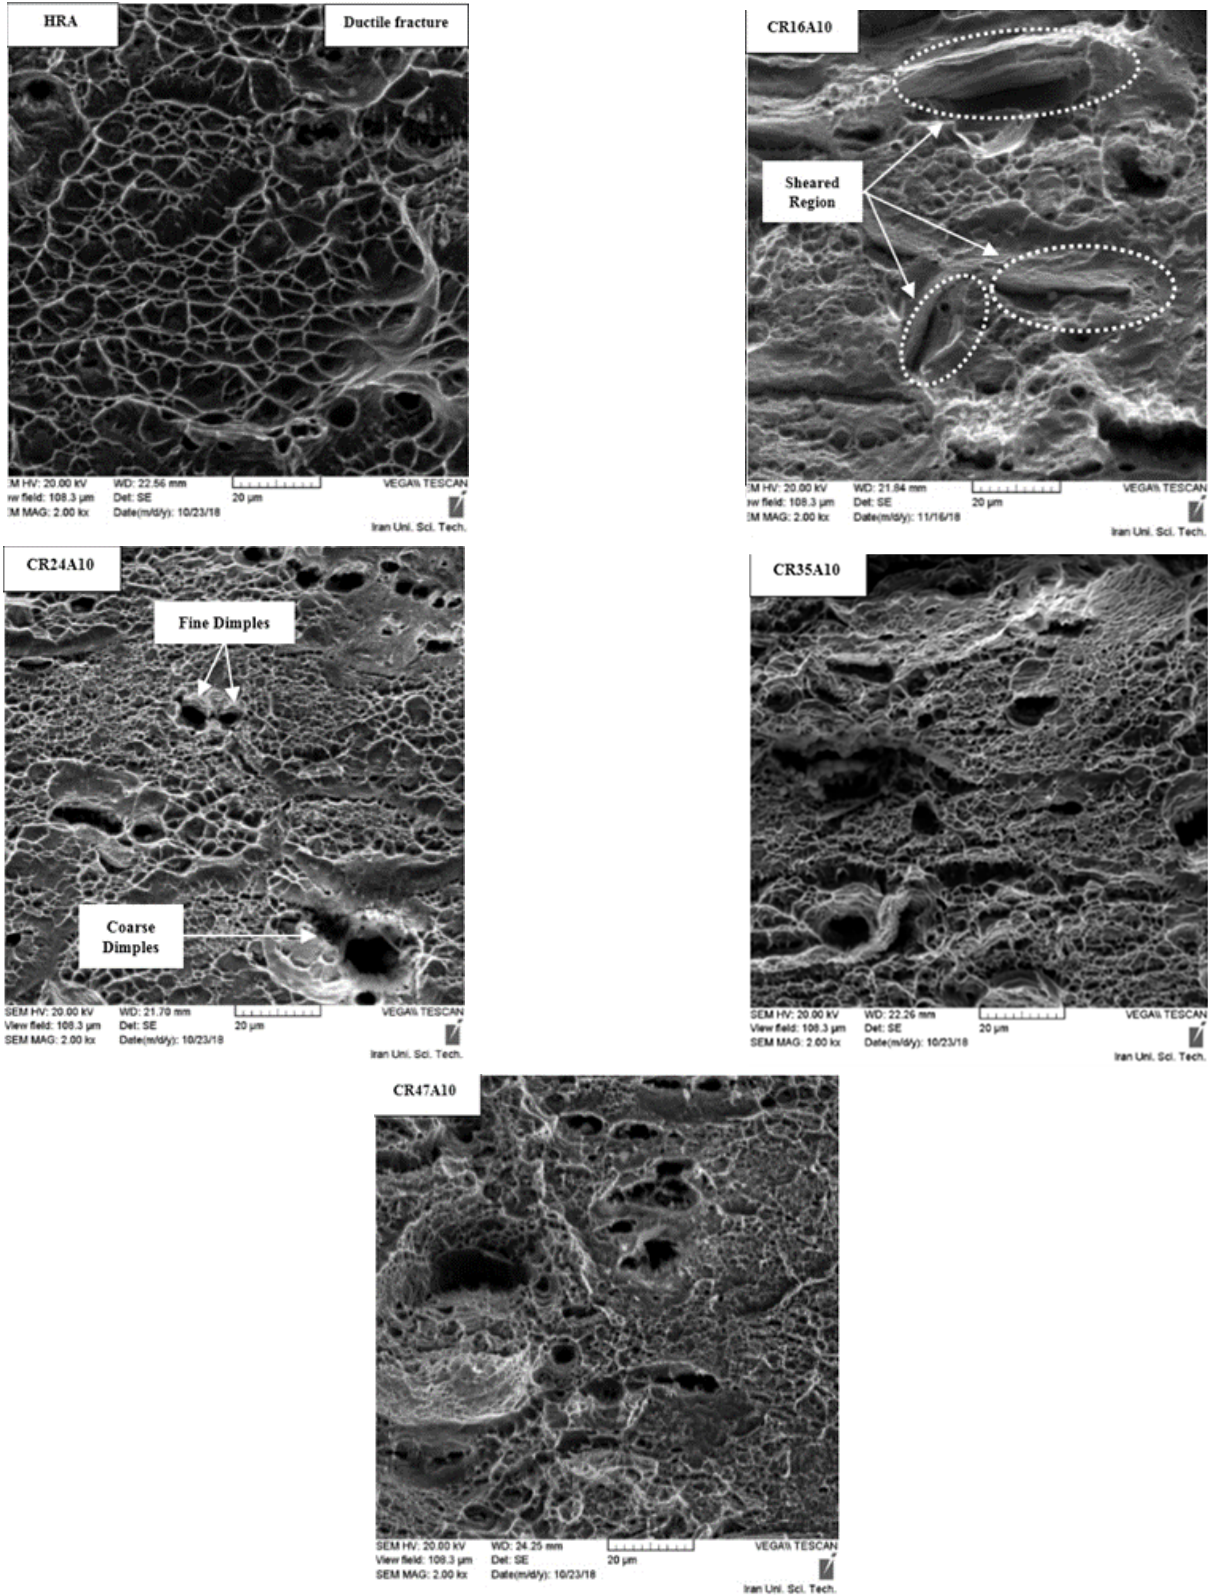 HRA
Ductile fracture
EM HV: 20.00 kV WD: 22.56 mm VEGA\\ TESCAN
ew field: 108.3 µm Det: SE 20 µm
EM MAG: 2.00 kx Date(m/d/y): 10/23/18
Iran Uni. Sci. Tech.
CR16A10
Sheared
Region
EM HV: 20.00 kV WD: 21.84 mm VEGA\\ TESCAN
ew field: 108.3 µm Det: SE 20 µm
EM MAG: 2.00 kx Date(m/d/y): 11/16/18
Iran Uni. Sci. Tech.
CR24A10
Fine Dimples
Coarse
Dimples
SEM HV: 20.00 kV WD: 21.70 mm VEGA\\ TESCAN
View field: 108.3 µm Det: SE 20 µm
SEM MAG: 2.00 kx Date(m/d/y): 10/23/18
Iran Uni. Sci. Tech.
CR35A10
SEM HV: 20.00 kV WD: 22.26 mm VEGA\\ TESCAN
View field: 108.3 µm Det: SE 20 µm
SEM MAG: 2.00 kx Date(m/d/y): 10/23/18
Iran Uni. Sci. Tech.
CR47A10
SEM HV: 20.00 kV WD: 24.25 mm VEGA\\ TESCAN
View field: 108.3 µm Det: SE 20 µm
SEM MAG: 2.00 kx Date(m/d/y): 10/23/18
Iran Uni. Sci. Tech.